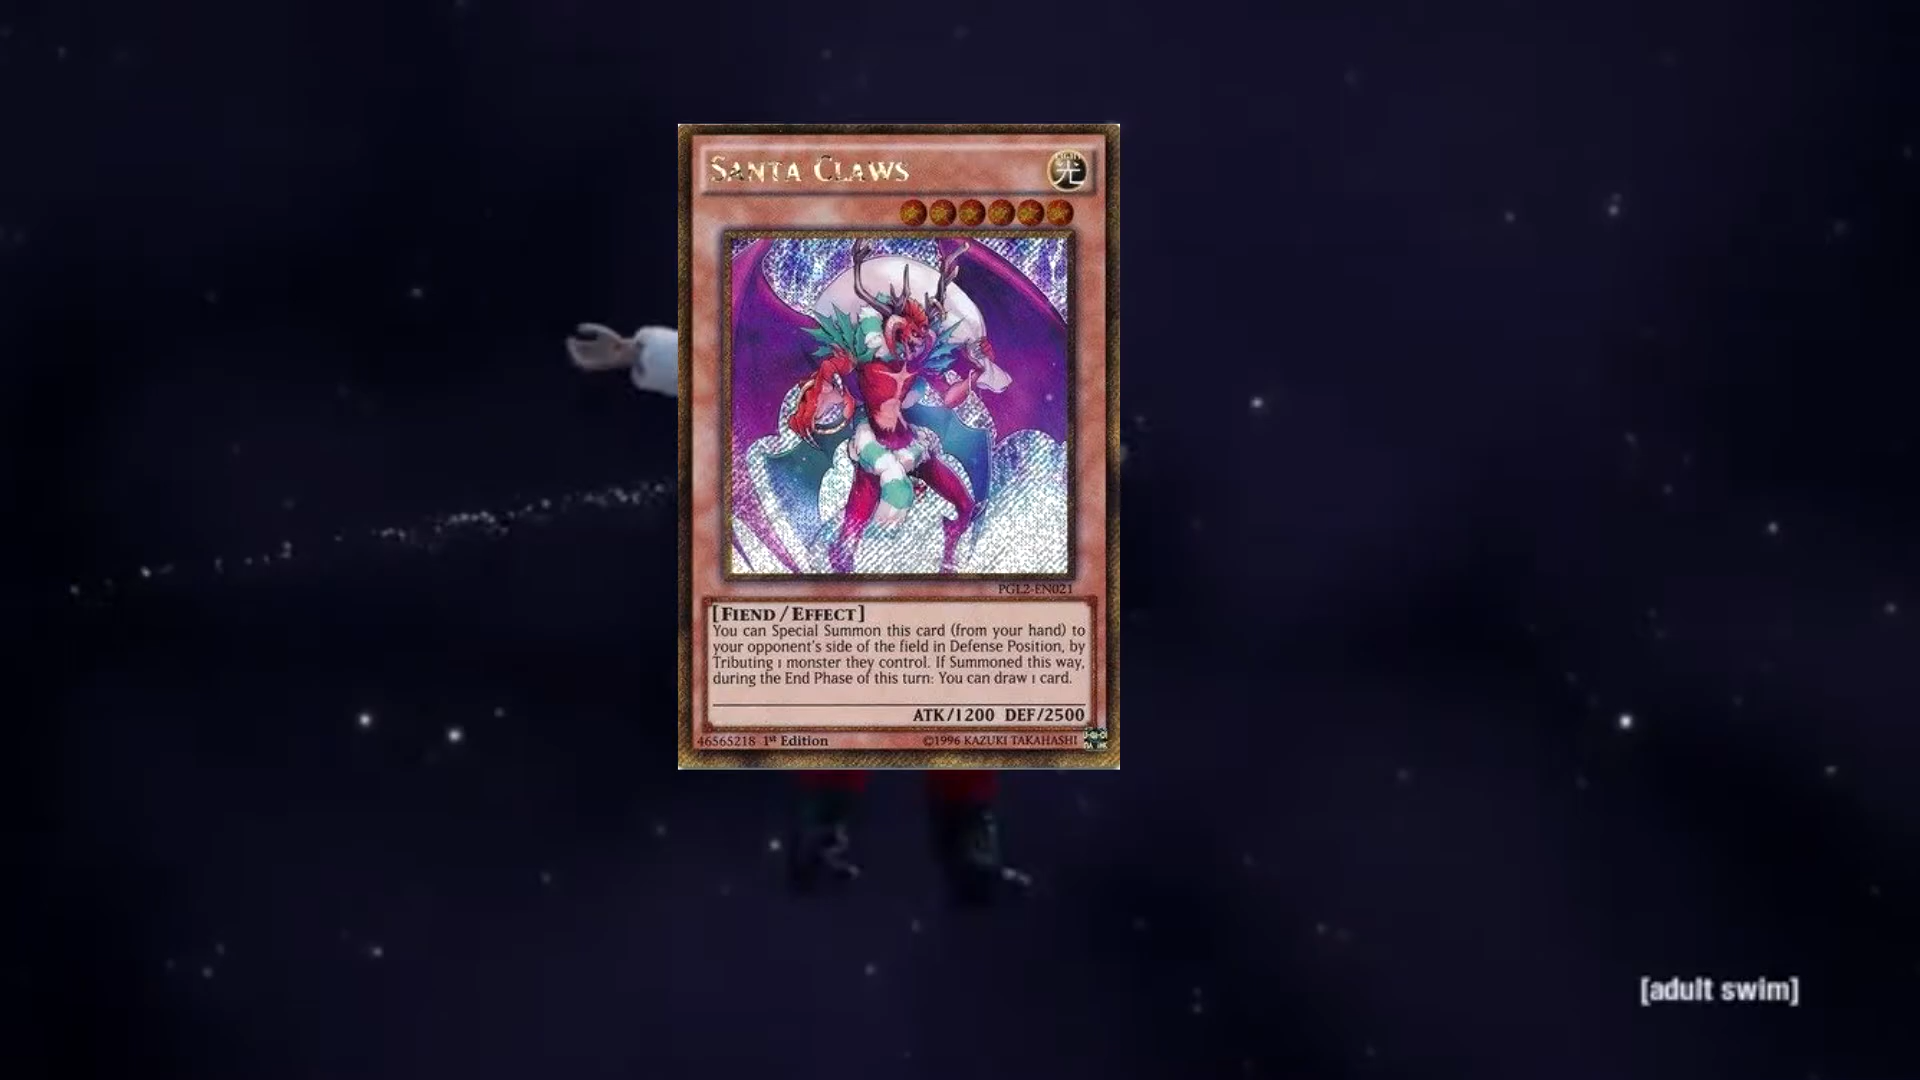 SANTA CLAWS
LIGHT
光
PGL2-EN021
[FIEND / EFFECT]
You can Special Summon this card (from your hand) to
your opponent's side of the field in Defense Position, by
Tributing 1 monster they control. If Summoned this way,
during the End Phase of this turn: You can draw 1 card.
ATK/1200 DEF/2500
46565218 1st Edition
©1996 KAZUKI TAKAHASHI
[adult swim]